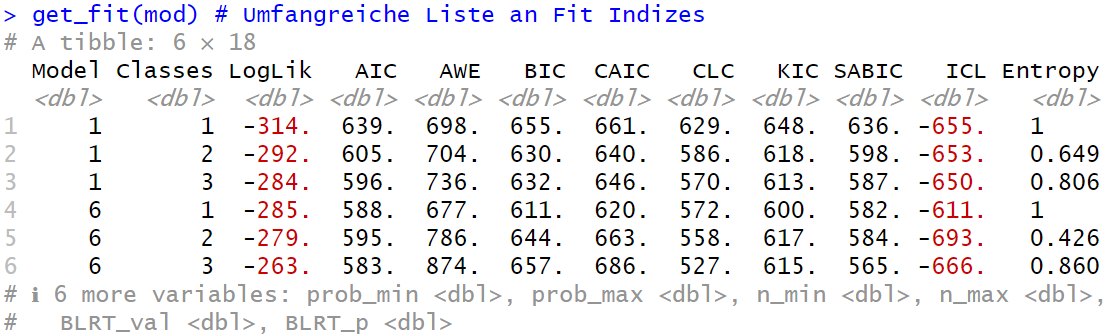 > get_fit(mod) # Umfangreiche Liste an Fit Indizes
# A tibble: 6 × 18
  Model Classes LogLik   AIC   AWE   BIC  CAIC   CLC   KIC SABIC   ICL Entropy
  <dbl>   <dbl>  <dbl> <dbl> <dbl> <dbl> <dbl> <dbl> <dbl> <dbl> <dbl>   <dbl>
1     1       1  -314.  639.  698.  655.  661.  629.  648.  636. -655.   1
2     1       2  -292.  605.  704.  630.  640.  586.  618.  598. -653.   0.649
3     1       3  -284.  596.  736.  632.  646.  570.  613.  587. -650.   0.806
4     6       1  -285.  588.  677.  611.  620.  572.  600.  582. -611.   1
5     6       2  -279.  595.  786.  644.  663.  558.  617.  584. -693.   0.426
6     6       3  -263.  583.  874.  657.  686.  527.  615.  565. -666.   0.860
# ℹ 6 more variables: prob_min <dbl>, prob_max <dbl>, n_min <dbl>, n_max <dbl>,
#   BLRT_val <dbl>, BLRT_p <dbl>